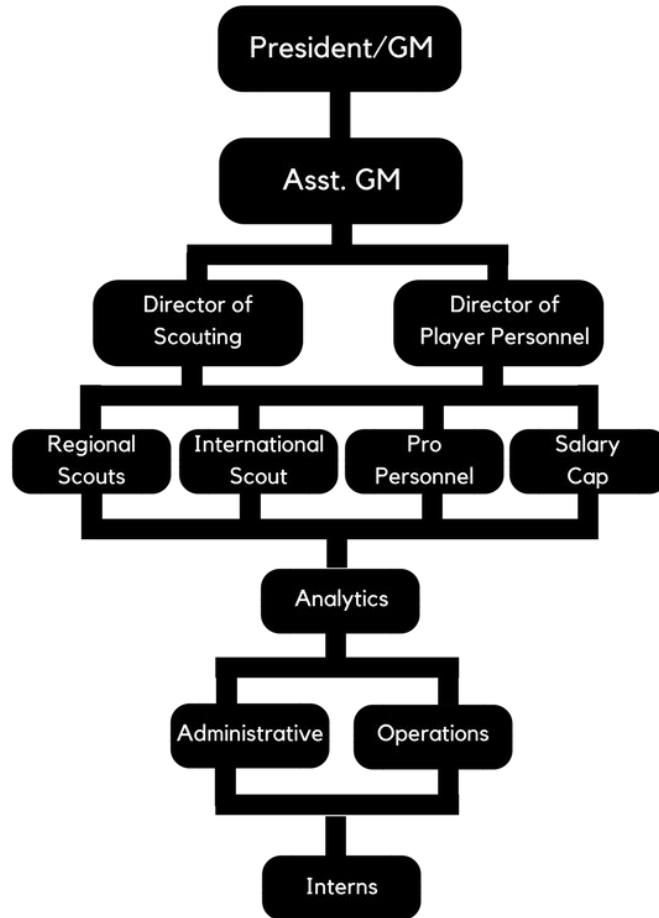 President/GM
Asst. GM
Director of
Scouting
Director of
Player Personnel
Regional
Scouts
International
Scout
Pro
Personnel
Salary
Cap
Analytics
Administrative
Operations
Interns